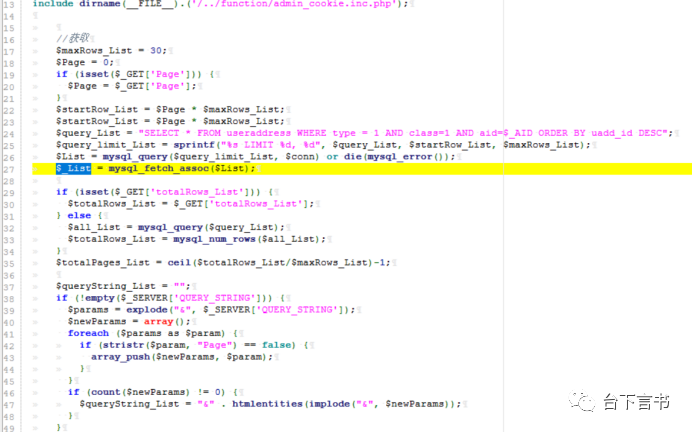 13 include dirname(__FILE__).('/../function/admin_cookie.inc.php');
14
15
16 //获取
17 $maxRows_List = 30;
18 $Page = 0;
19 if (isset($_GET['Page'])) {
20 $Page = $_GET['Page'];
21 }
22 $startRow_List = $Page * $maxRows_List;
23 $startRow_List = $Page * $maxRows_List;
24 $query_List = "SELECT * FROM useraddress WHERE type = 1 AND class=1 AND aid=$_AID ORDER BY uadd_id DESC";
25 $query_limit_List = sprintf("%s LIMIT %d, %d", $query_List, $startRow_List, $maxRows_List);
26 $List = mysql_query($query_limit_List, $conn) or die(mysql_error());
27 $_List = mysql_fetch_assoc($List);
28
29 if (isset($_GET['totalRows_List'])) {
30 $totalRows_List = $_GET['totalRows_List'];
31 } else {
32 $all_List = mysql_query($query_List);
33 $totalRows_List = mysql_num_rows($all_List);
34 }
35 $totalPages_List = ceil($totalRows_List/$maxRows_List)-1;
36
37 $queryString_List = "";
38 if (!empty($_SERVER['QUERY_STRING'])) {
39 $params = explode("&", $_SERVER['QUERY_STRING']);
40 $newParams = array();
41 foreach ($params as $param) {
42 if (stristr($param, "Page") == false) {
43 array_push($newParams, $param);
44 }
45 }
46 if (count($newParams) != 0) {
47 $queryString_List = "&" . htmlentities(implode("&", $newParams));
48 }
49 }
台下言书